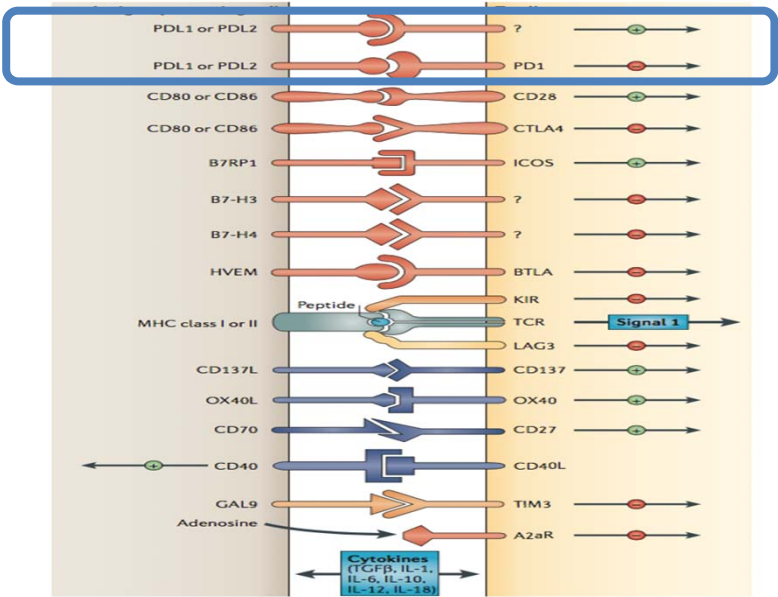 PDL1 or PDL2 ? +
PDL1 or PDL2 PD1 −
CD80 or CD86 CD28 +
CD80 or CD86 CTLA4 −
B7RP1 ICOS +
B7-H3 ? −
B7-H4 ? −
HVEM BTLA −
KIR −
Peptide
MHC class I or II TCR Signal 1
LAG3 −
CD137L CD137 +
OX40L OX40 +
CD70 CD27 +
+ CD40 CD40L
GAL9 TIM3 −
Adenosine
A2aR −
Cytokines
(TGFβ, IL-1,
IL-6, IL-10,
IL-12, IL-18)